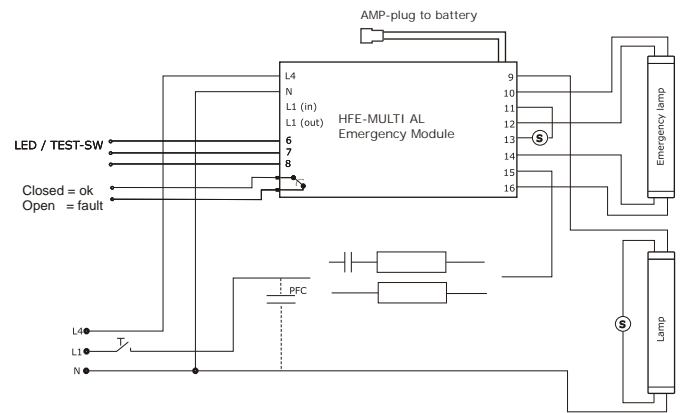 AMP-plug to battery
L4
N
L1 (in)
L1 (out)
6
7
8
HFE-MULTI AL
Emergency Module
9
10
11
12
13
14
15
16
S
Emergency lamp
LED / TEST-SW
Closed = ok
Open = fault
PFC
S
Lamp
L4
L1
N